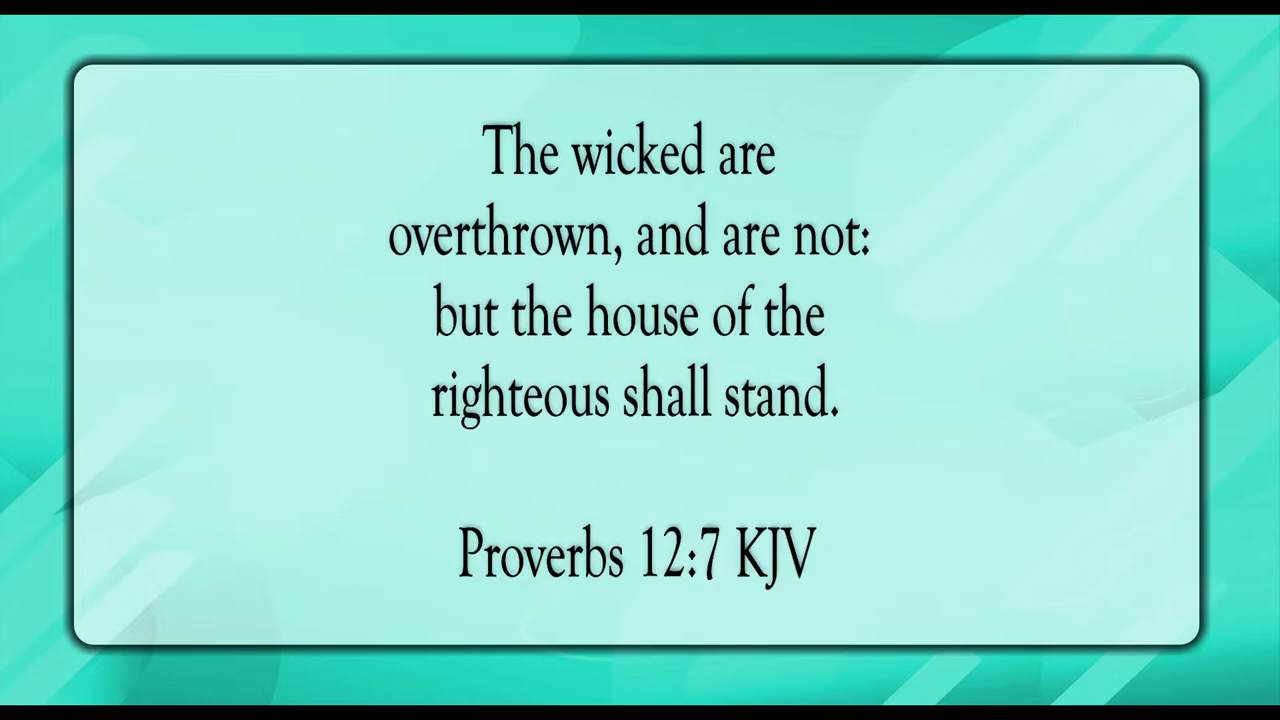 The wicked are
overthrown, and are not:
but the house of the
righteous shall stand.
Proverbs 12:7 KJV